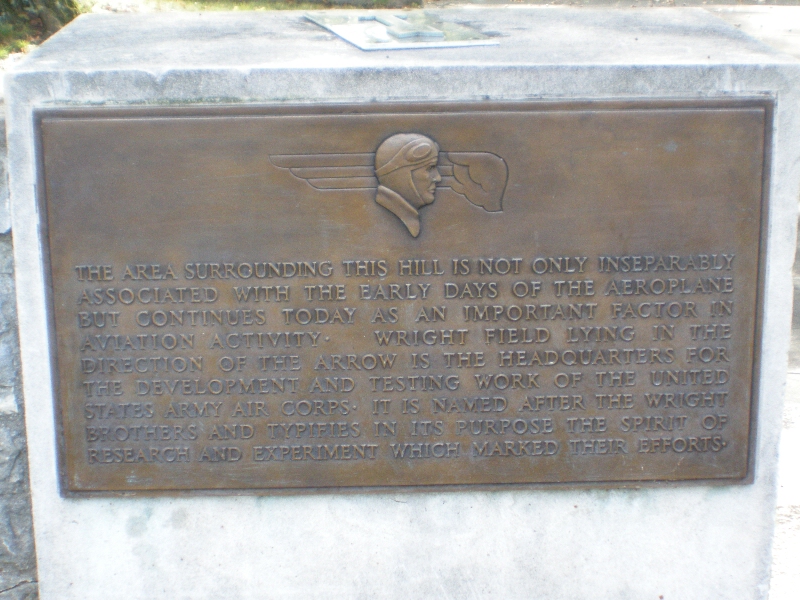 THE AREA SURROUNDING THIS HILL IS NOT ONLY INSEPARABLY
ASSOCIATED WITH THE EARLY DAYS OF THE AEROPLANE
BUT CONTINUES TODAY AS AN IMPORTANT FACTOR IN
AVIATION ACTIVITY· WRIGHT FIELD LYING IN THE
DIRECTION OF THE ARROW IS THE HEADQUARTERS FOR
THE DEVELOPMENT AND TESTING WORK OF THE UNITED
STATES ARMY AIR CORPS· IT IS NAMED AFTER THE WRIGHT
BROTHERS AND TYPIFIES IN ITS PURPOSE THE SPIRIT OF
RESEARCH AND EXPERIMENT WHICH MARKED THEIR EFFORTS·